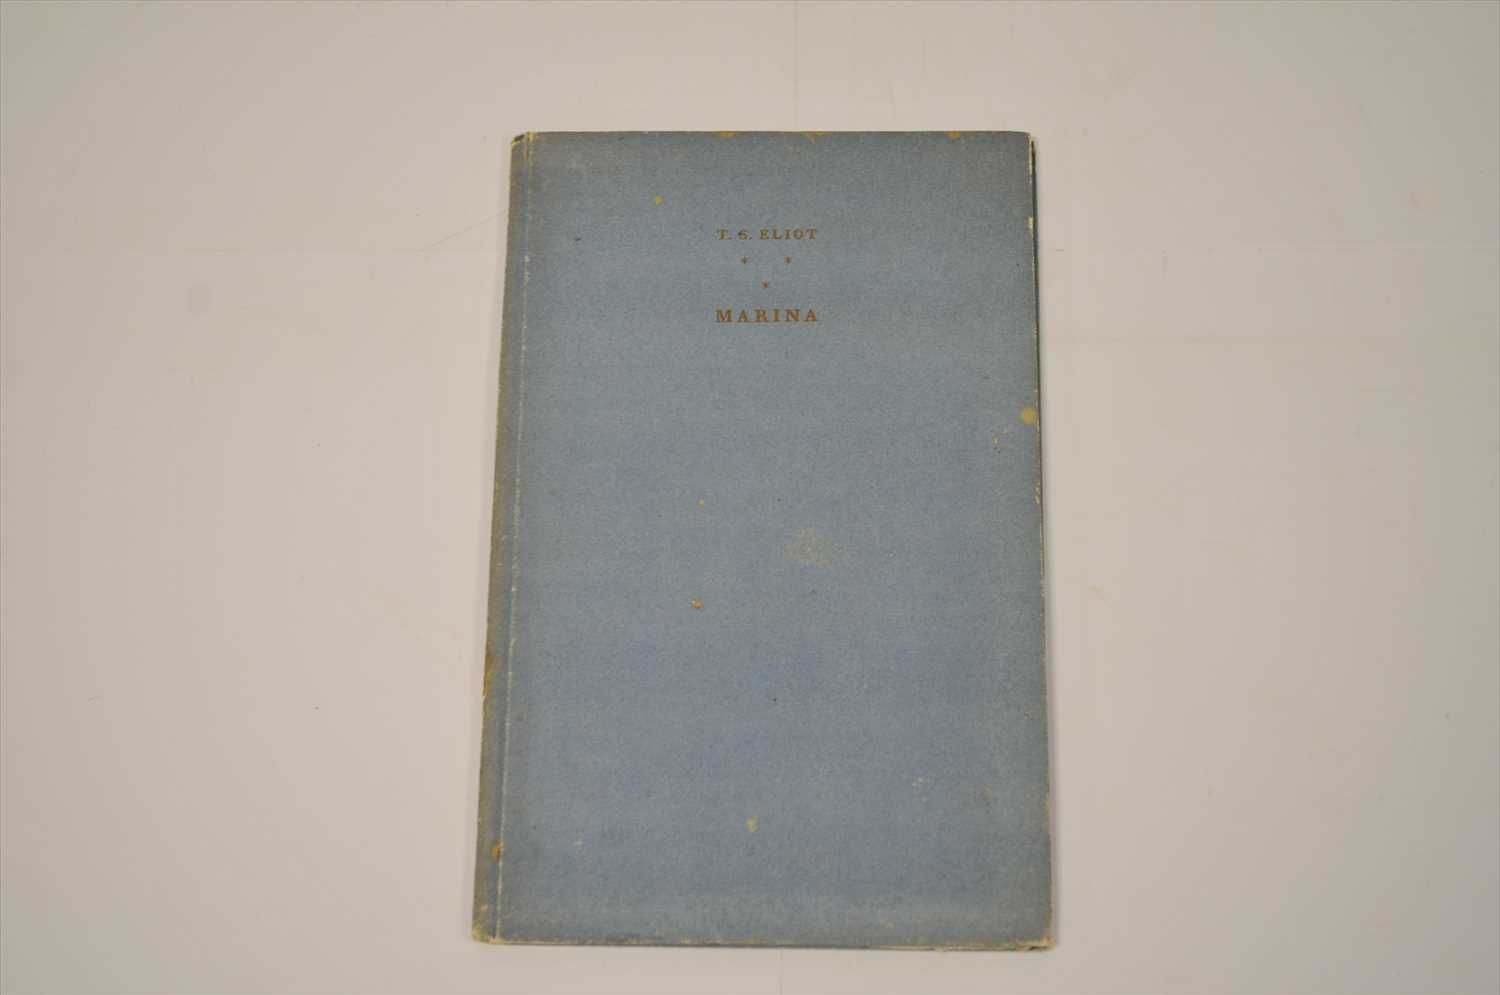 T. S. ELIOT
* *
*
MARINA